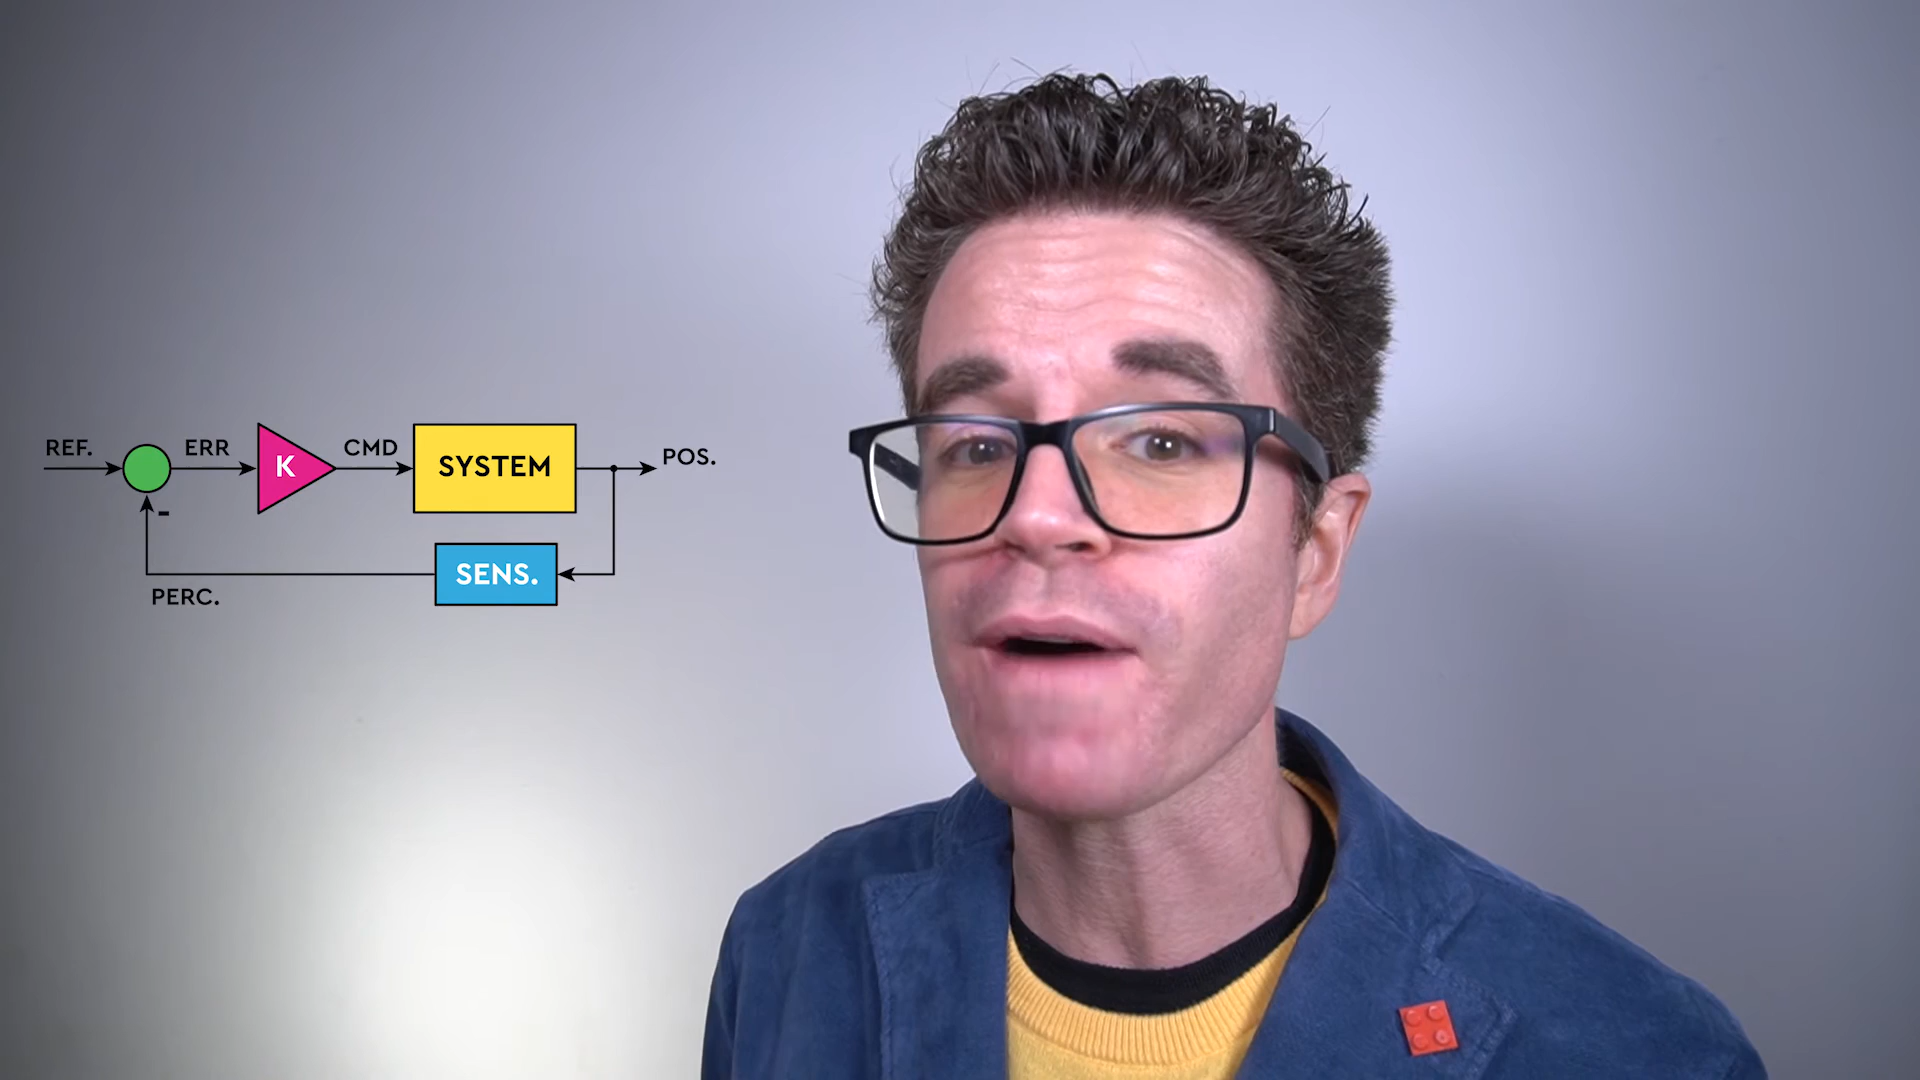 REF.
ERR
K
CMD
SYSTEM
POS.
-
SENS.
PERC.